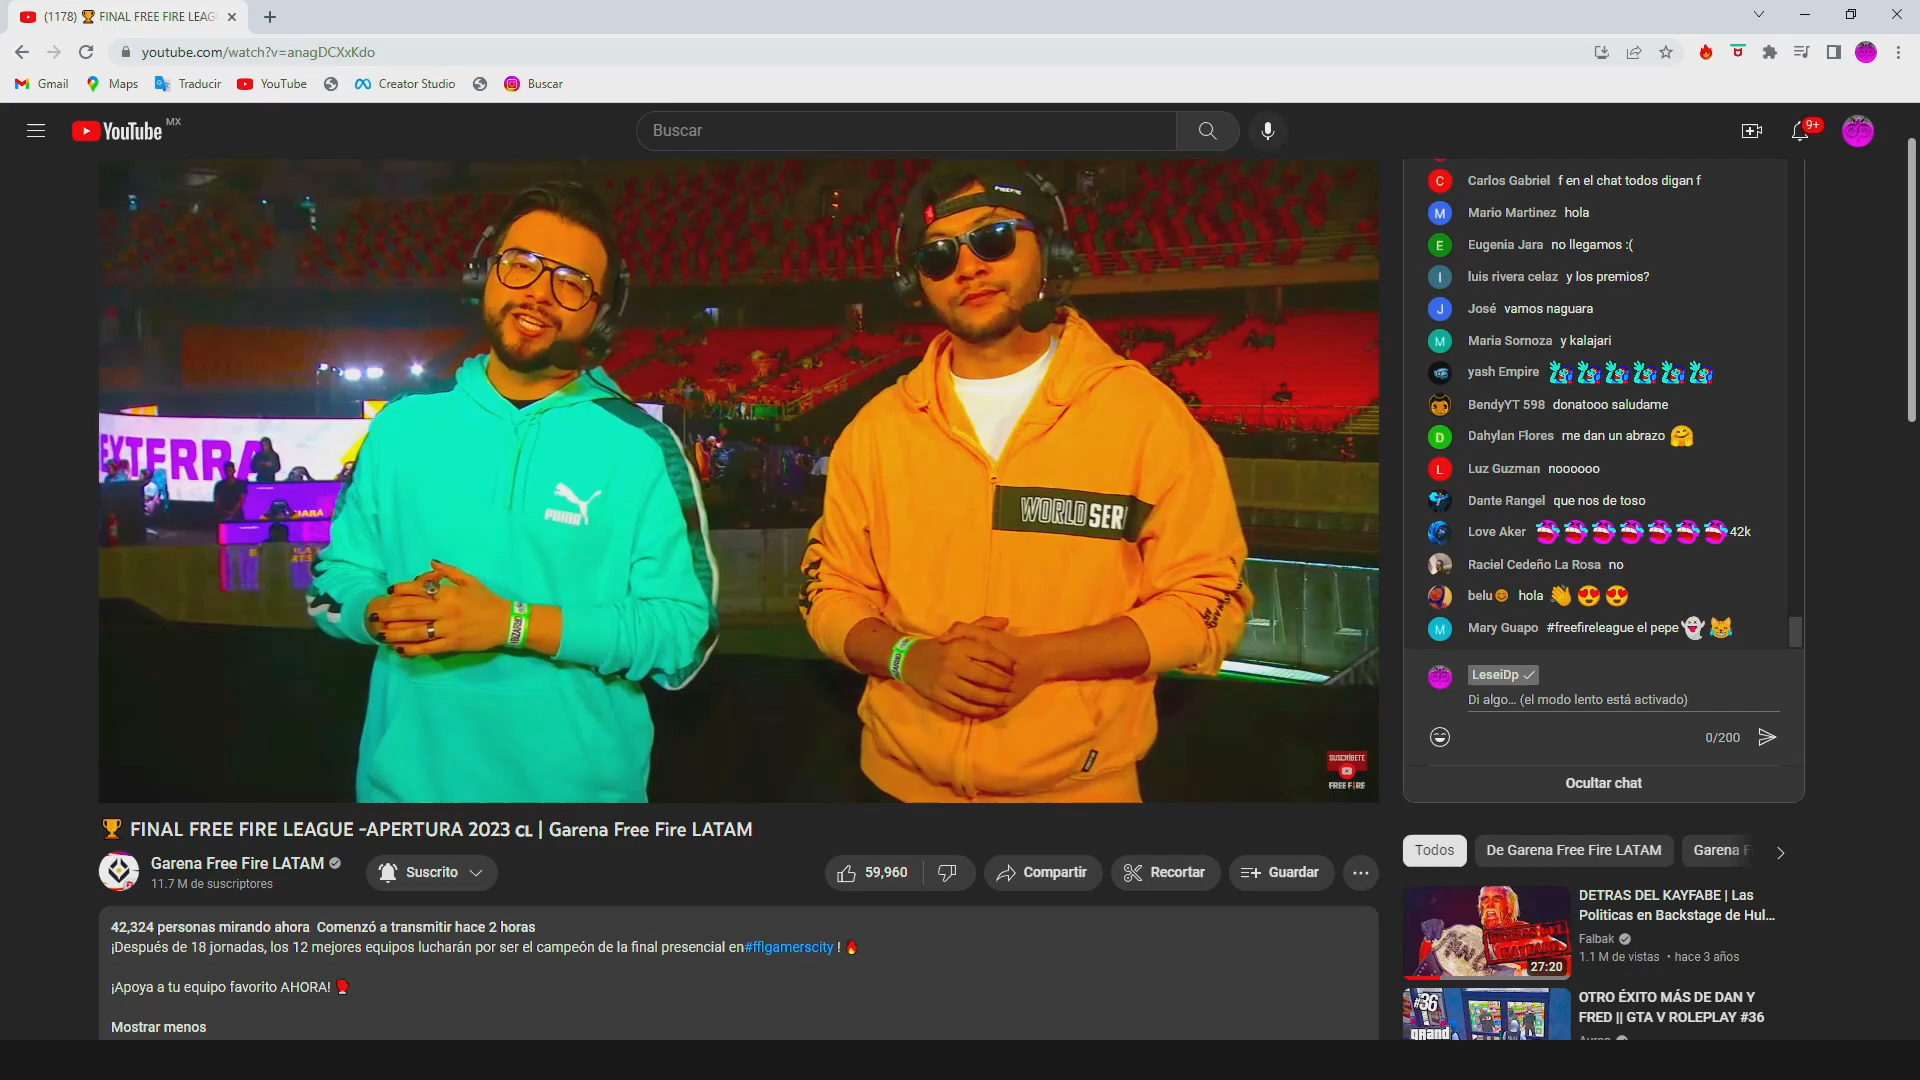 (1178) 🏆 FINAL FREE FIRE LEAG
youtube.com/watch?v=anagDCXxKdo
Gmail
Maps
Traducir
YouTube
Creator Studio
Buscar
YouTube MX
Buscar
9+
FREEFIRE
EXTERRA
PUMA
WORLD SER
BIZARRO
BIZARRO
SUSCRÍBETE
FREE FIRE
Carlos Gabriel f en el chat todos digan f
Mario Martinez hola
Eugenia Jara no llegamos :(
luis rivera celaz y los premios?
José vamos naguara
Maria Sornoza y kalajari
yash Empire
BendyYT 598 donatooo saludame
Dahylan Flores me dan un abrazo 🤗
Luz Guzman noooooo
Dante Rangel que nos de toso
Love Aker 42k
Raciel Cedeño La Rosa no
belu😊 hola 👋😍😍
Mary Guapo #freefireleague el pepe👻😹
LeseiDp ✓
Di algo... (el modo lento está activado)
0/200
Ocultar chat
🏆 FINAL FREE FIRE LEAGUE -APERTURA 2023 CL | Garena Free Fire LATAM
Garena Free Fire LATAM
11.7 M de suscriptores
Suscrito
59,960
Compartir
Recortar
Guardar
42,324 personas mirando ahora Comenzó a transmitir hace 2 horas
¡Después de 18 jornadas, los 12 mejores equipos lucharán por ser el campeón de la final presencial en#fflgamerscity ! 🔥
¡Apoya a tu equipo favorito AHORA! 🥊
Mostrar menos
Todos
De Garena Free Fire LATAM
Garena F
DETRAS DEL KAYFABE | Las
Politicas en Backstage de Hul...
Falbak
1.1 M de vistas • hace 3 años
27:20
OTRO ÉXITO MÁS DE DAN Y
FRED || GTA V ROLEPLAY #36
#36
grand